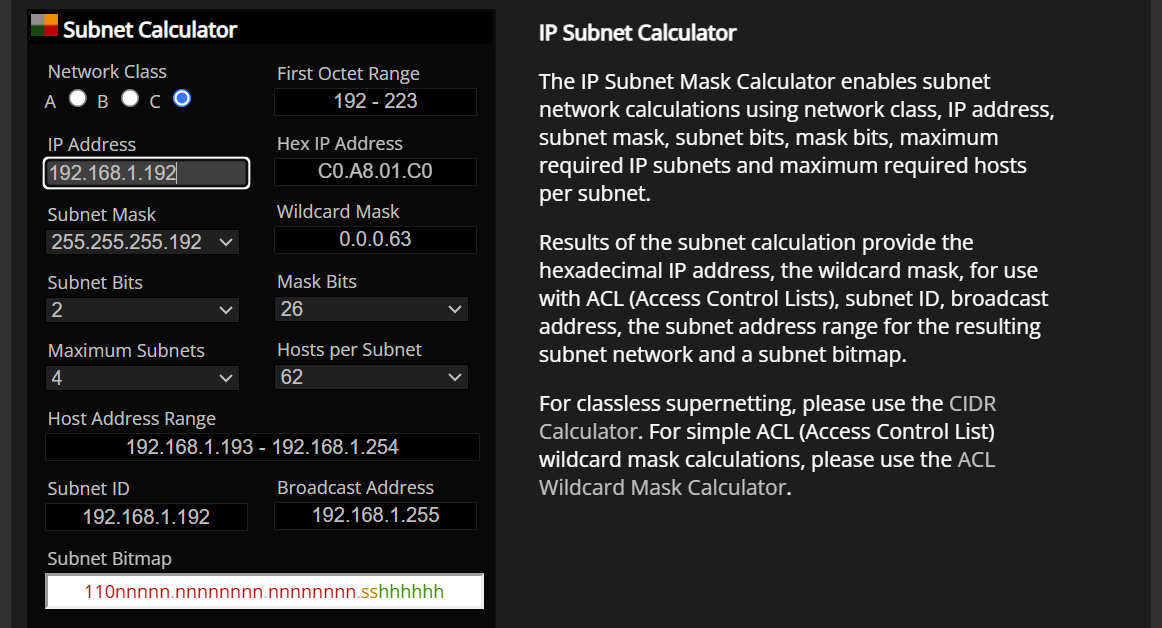 Subnet Calculator
Network Class
A B C
First Octet Range
192 - 223
IP Address
192.168.1.192
Hex IP Address
C0.A8.01.C0
Subnet Mask
255.255.255.192
Wildcard Mask
0.0.0.63
Subnet Bits
2
Mask Bits
26
Maximum Subnets
4
Hosts per Subnet
62
Host Address Range
192.168.1.193 - 192.168.1.254
Subnet ID
192.168.1.192
Broadcast Address
192.168.1.255
Subnet Bitmap
110nnnnn.nnnnnnnn.nnnnnnnn.sshhhhhh
IP Subnet Calculator
The IP Subnet Mask Calculator enables subnet
network calculations using network class, IP address,
subnet mask, subnet bits, mask bits, maximum
required IP subnets and maximum required hosts
per subnet.
Results of the subnet calculation provide the
hexadecimal IP address, the wildcard mask, for use
with ACL (Access Control Lists), subnet ID, broadcast
address, the subnet address range for the resulting
subnet network and a subnet bitmap.
For classless supernetting, please use the CIDR
Calculator. For simple ACL (Access Control List)
wildcard mask calculations, please use the ACL
Wildcard Mask Calculator.